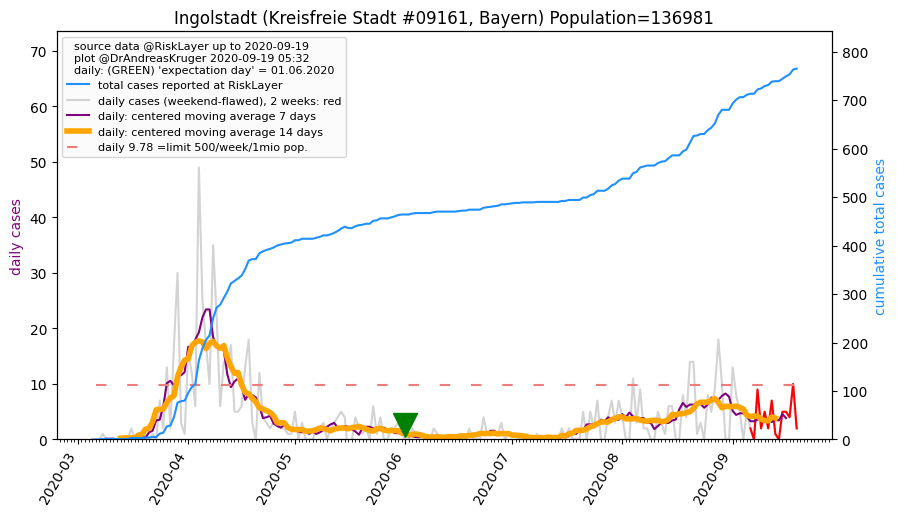 Ingolstadt (Kreisfreie Stadt #09161, Bayern) Population=136981
source data @RiskLayer up to 2020-09-19
plot @DrAndreasKruger 2020-09-19 05:32
daily: (GREEN) 'expectation day' = 01.06.2020
total cases reported at RiskLayer
daily cases (weekend-flawed), 2 weeks: red
daily: centered moving average 7 days
daily: centered moving average 14 days
daily 9.78 =limit 500/week/1mio pop.
daily cases
70
60
50
40
30
20
10
0
cumulative total cases
800
700
600
500
400
300
200
100
0
2020-03
2020-04
2020-05
2020-06
2020-07
2020-08
2020-09